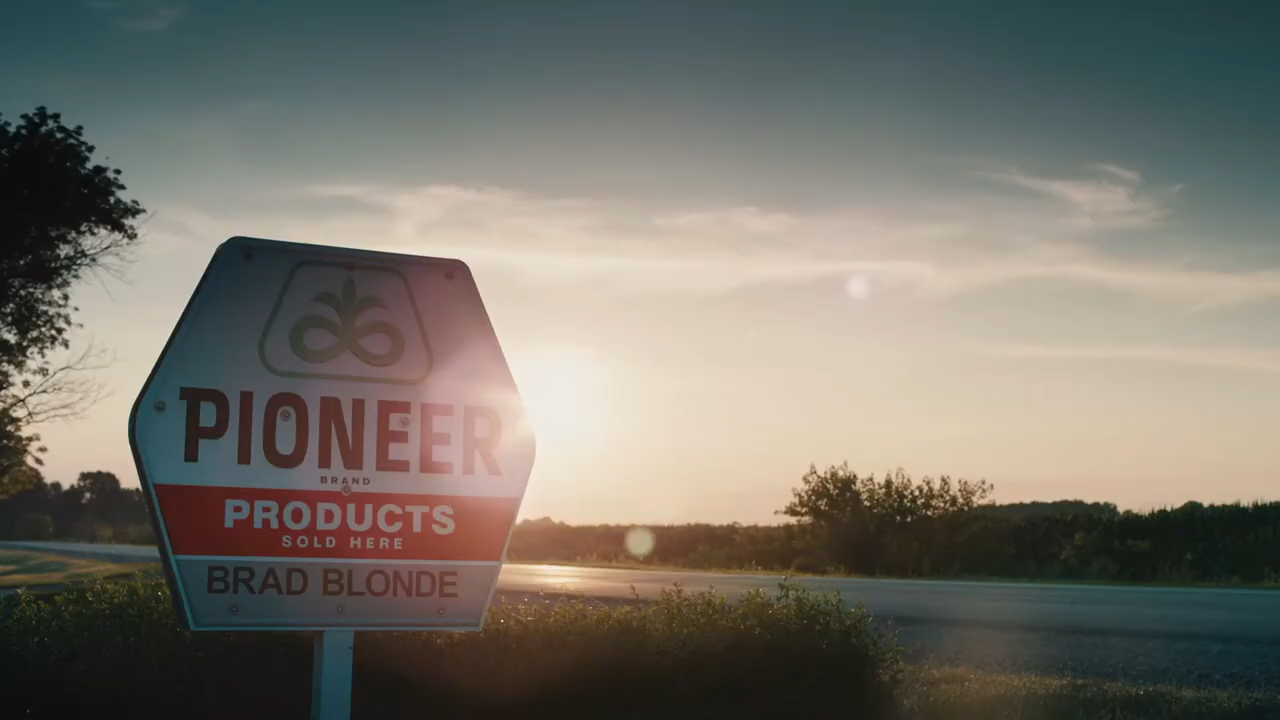 PIONEER
BRAND
PRODUCTS
SOLD HERE
BRAD BLONDE